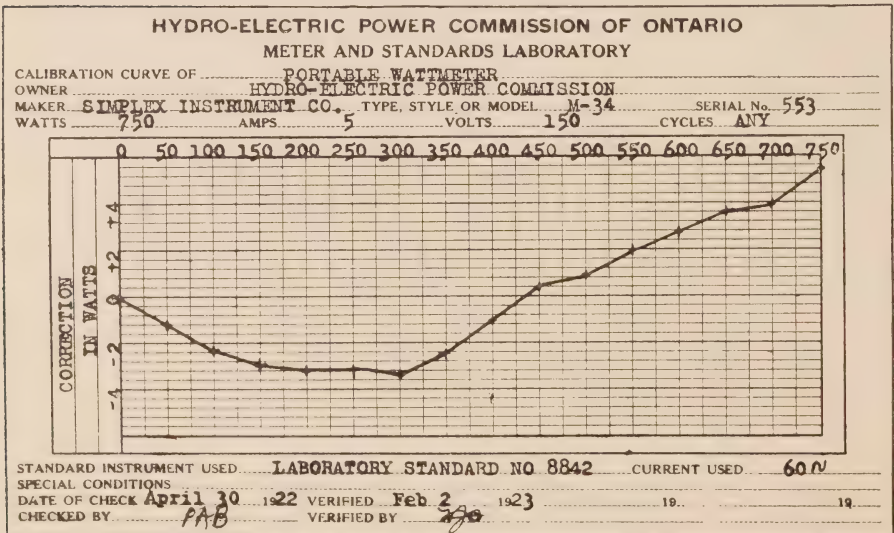 HYDRO-ELECTRIC POWER COMMISSION OF ONTARIO
METER AND STANDARDS LABORATORY
CALIBRATION CURVE OF PORTABLE WATTMETER
OWNER HYDRO-ELECTRIC POWER COMMISSION
MAKER SIMPLEX INSTRUMENT CO. TYPE, STYLE OR MODEL M-34 SERIAL No. 553
WATTS 750 AMPS 5 VOLTS 150 CYCLES ANY
0 50 100 150 200 250 300 350 400 450 500 550 600 650 700 750
+4
+2
0
-2
-4
CORRECTION
IN WATTS
STANDARD INSTRUMENT USED LABORATORY STANDARD NO 8842 CURRENT USED 60~
SPECIAL CONDITIONS
DATE OF CHECK April 30 1922 VERIFIED Feb 2 1923 19 19
CHECKED BY PAB VERIFIED BY